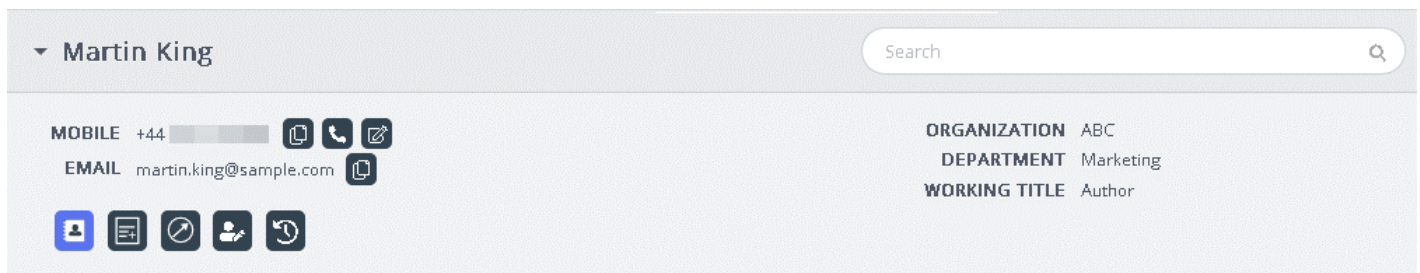 Martin King
Search
MOBILE +44
EMAIL martin.king@sample.com
ORGANIZATION ABC
DEPARTMENT Marketing
WORKING TITLE Author